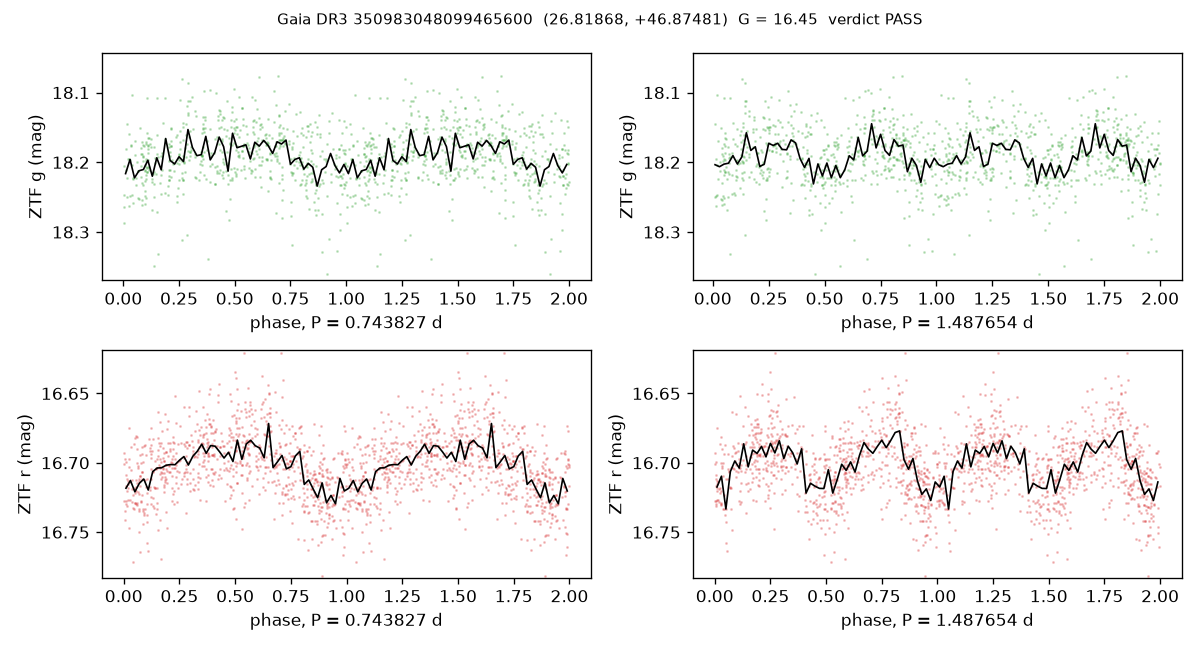 Gaia DR3 350983048099465600 (26.81868, +46.87481) G = 16.45 verdict PASS
ZTF g (mag)
18.1
18.2
18.3
0.00 0.25 0.50 0.75 1.00 1.25 1.50 1.75 2.00
phase, P = 0.743827 d
ZTF g (mag)
18.1
18.2
18.3
0.00 0.25 0.50 0.75 1.00 1.25 1.50 1.75 2.00
phase, P = 1.487654 d
ZTF r (mag)
16.65
16.70
16.75
0.00 0.25 0.50 0.75 1.00 1.25 1.50 1.75 2.00
phase, P = 0.743827 d
ZTF r (mag)
16.65
16.70
16.75
0.00 0.25 0.50 0.75 1.00 1.25 1.50 1.75 2.00
phase, P = 1.487654 d